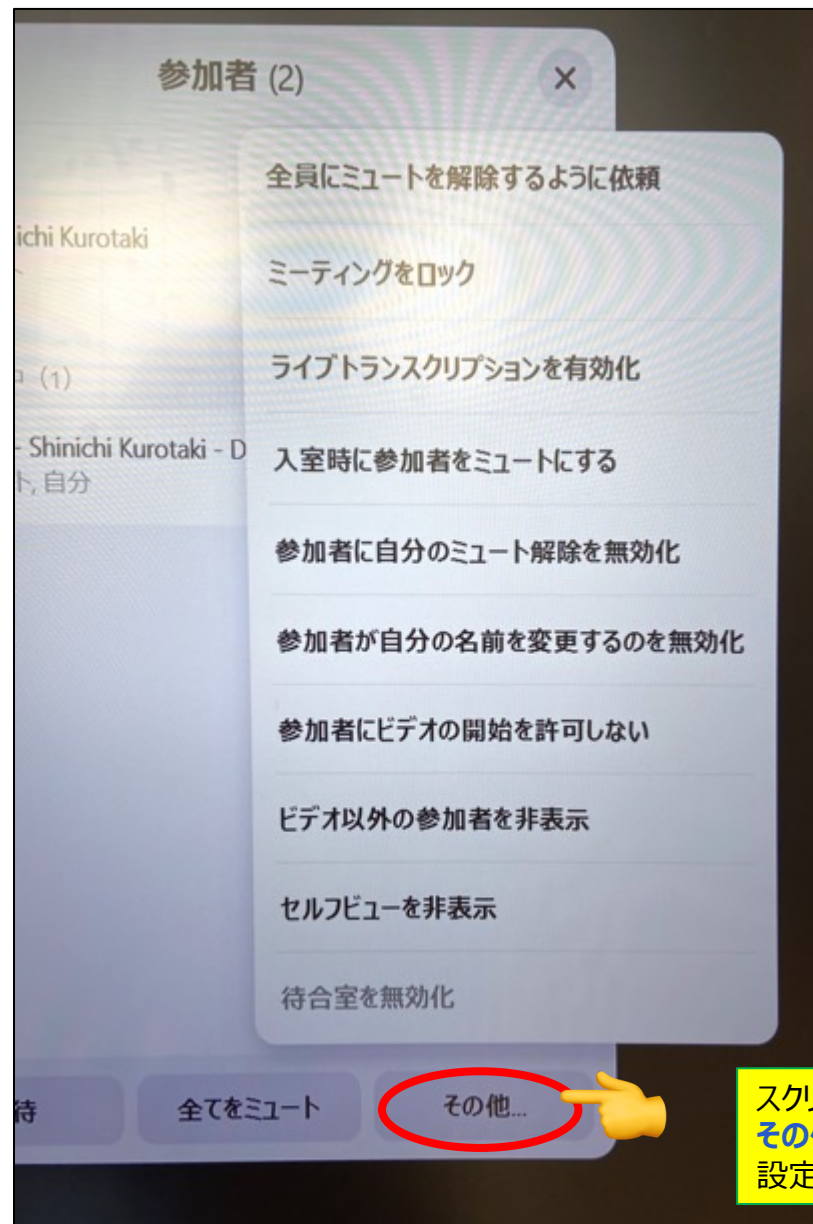 参加者 (2)
×
全員にミュートを解除するように依頼
ichi Kurotaki
ミーティングをロック
(1)
ライブトランスクリプションを有効化
- Shinichi Kurotaki - D
ト, 自分
入室時に参加者をミュートにする
参加者に自分のミュート解除を無効化
参加者が自分の名前を変更するのを無効化
参加者にビデオの開始を許可しない
ビデオ以外の参加者を非表示
セルフビューを非表示
待合室を無効化
待
全てをミュート
その他...
スクリ
その
設定